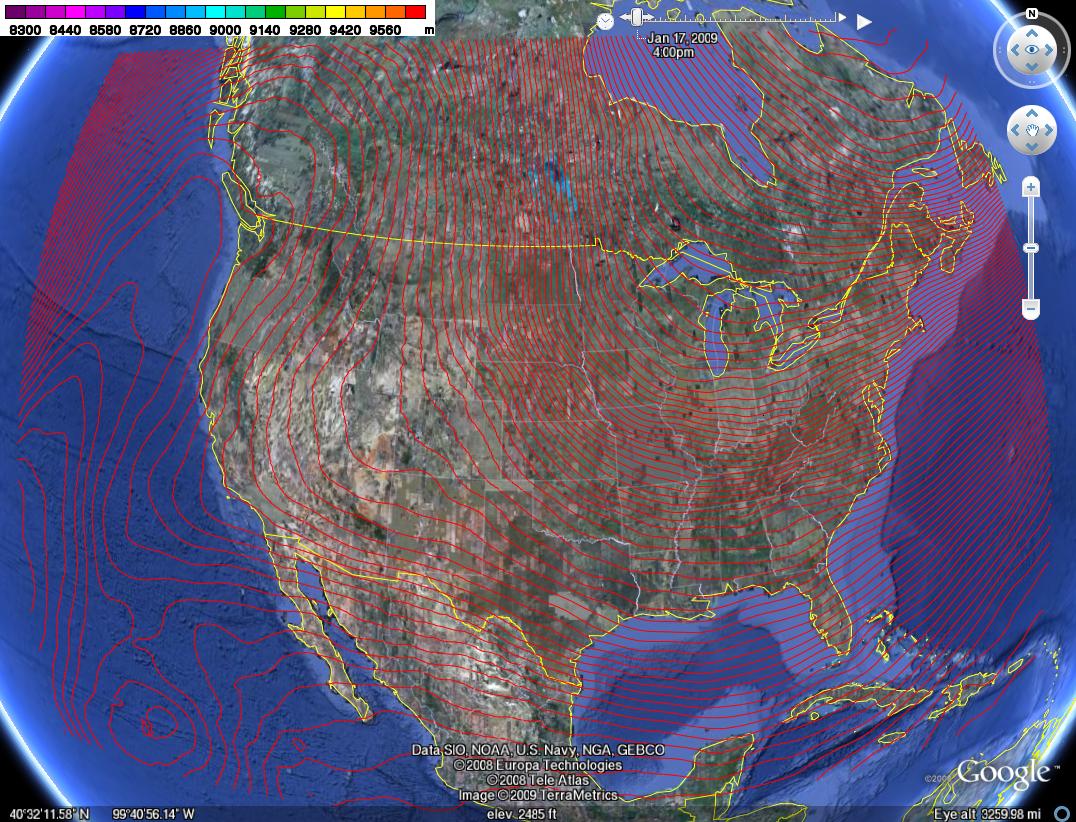 8300 8440 8580 8720 8860 9000 9140 9280 9420 9560 m
Jan 17, 2009
4:00pm
N
Data SIO, NOAA, U.S. Navy, NGA, GEBCO
©2008 Europa Technologies
©2008 Tele Atlas
Image ©2009 TerraMetrics
Google™
40°32'11.58" N 99°40'56.14" W
elev 2485 ft
Eye alt 3259.98 mi